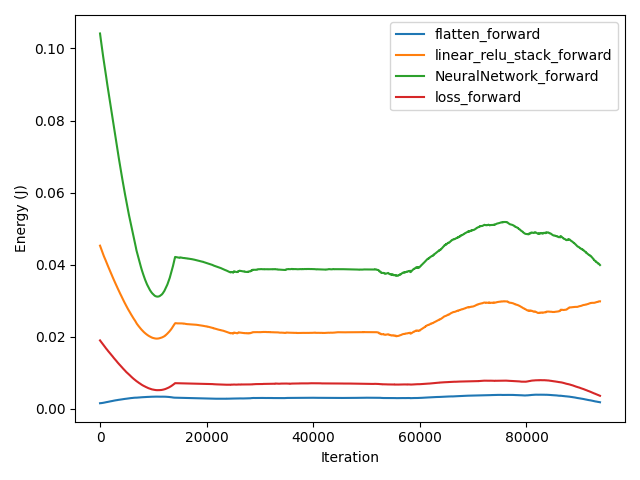 flatten_forward
linear_relu_stack_forward
NeuralNetwork_forward
loss_forward
0.10
0.08
0.06
0.04
0.02
0.00
Energy (J)
0 20000 40000 60000 80000
Iteration